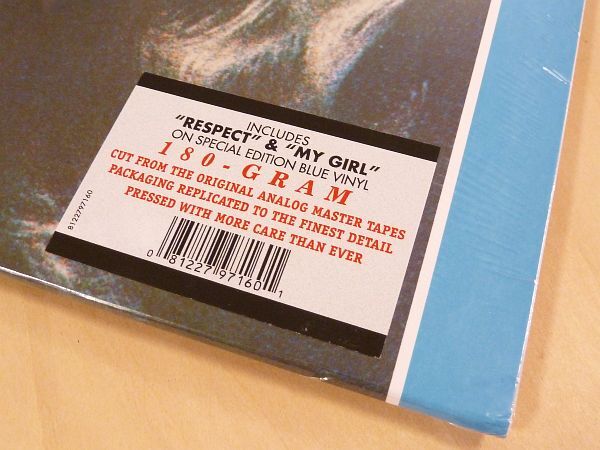 INCLUDES
"RESPECT" & "MY GIRL"
ON SPECIAL EDITION BLUE VINYL
180-GRAM
CUT FROM THE ORIGINAL ANALOG MASTER TAPES
PACKAGING REPLICATED TO THE FINEST DETAIL
PRESSED WITH MORE CARE THAN EVER
0 81227 97160 1
8122797160